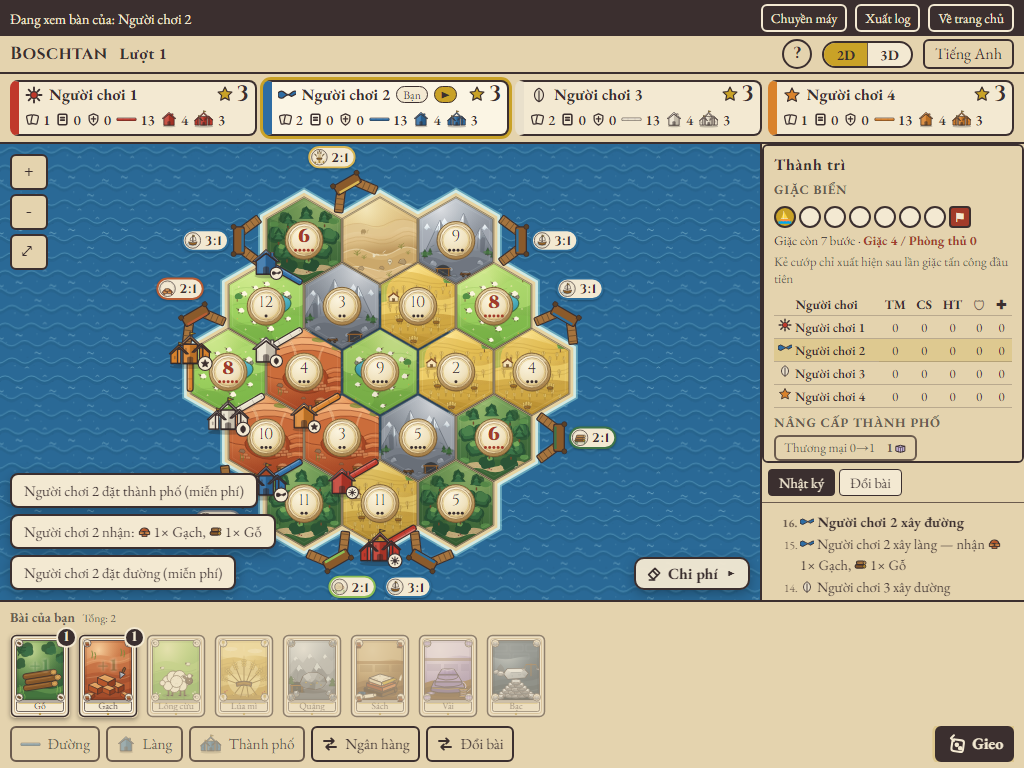 Đang xem bàn của: Người chơi 2
Chuyền máy
Xuất log
Về trang chủ
BOSCHTAN Lượt 1
?
2D
3D
Tiếng Anh
Người chơi 1 3
1 0 0 13 4 3
Người chơi 2 Bạn 3
2 0 0 13 4 3
Người chơi 3 3
2 0 0 13 4 3
Người chơi 4 3
1 0 0 13 4 3
+
-
2:1
3:1
6
9
3:1
2:1
12
3
10
8
3:1
8
4
9
2
4
10
3
5
6
2:1
11
11
5
2:1
3:1
Người chơi 2 đặt thành phố (miễn phí)
Người chơi 2 nhận: 1× Gạch, 1× Gỗ
Người chơi 2 đặt đường (miễn phí)
Chi phí
Thành trì
GIẶC BIỂN
Giặc còn 7 bước · Giặc 4 / Phòng thủ 0
Kẻ cướp chỉ xuất hiện sau lần giặc tấn công đầu
tiên
Người chơi TM CS HT
Người chơi 1 0 0 0 0 0
Người chơi 2 0 0 0 0 0
Người chơi 3 0 0 0 0 0
Người chơi 4 0 0 0 0 0
NÂNG CẤP THÀNH PHỐ
Thương mại 0→1 1
Nhật ký
Đổi bài
16. Người chơi 2 xây đường
15. Người chơi 2 xây làng — nhận
1× Gạch, 1× Gỗ
14. Người chơi 3 xây đường
Bài của bạn Tổng: 2
1
1
Gỗ
Gạch
Lông cừu
Lúa mì
Quặng
Sách
Vải
Bạc
Đường
Làng
Thành phố
Ngân hàng
Đổi bài
Gieo